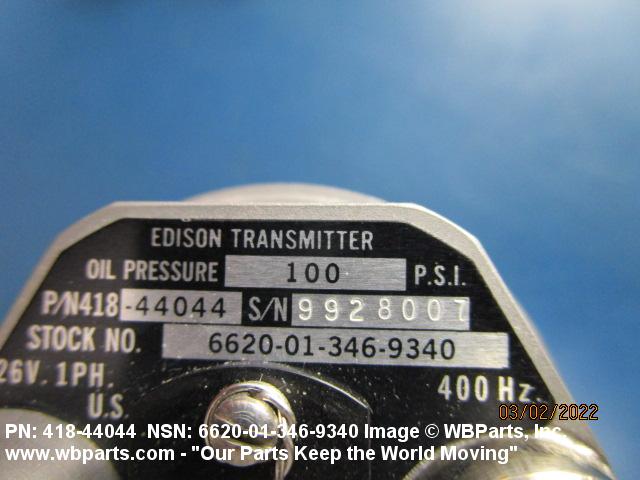 EDISON TRANSMITTER
OIL PRESSURE 100 P.S.I.
P/N418-44044 S/N 9928007
STOCK NO. 6620-01-346-9340
26V. 1PH. 400 Hz.
U.S.
03/02/2022
PN: 418-44044 NSN: 6620-01-346-9340 Image © WBParts, Inc.
www.wbparts.com - "Our Parts Keep the World Moving"